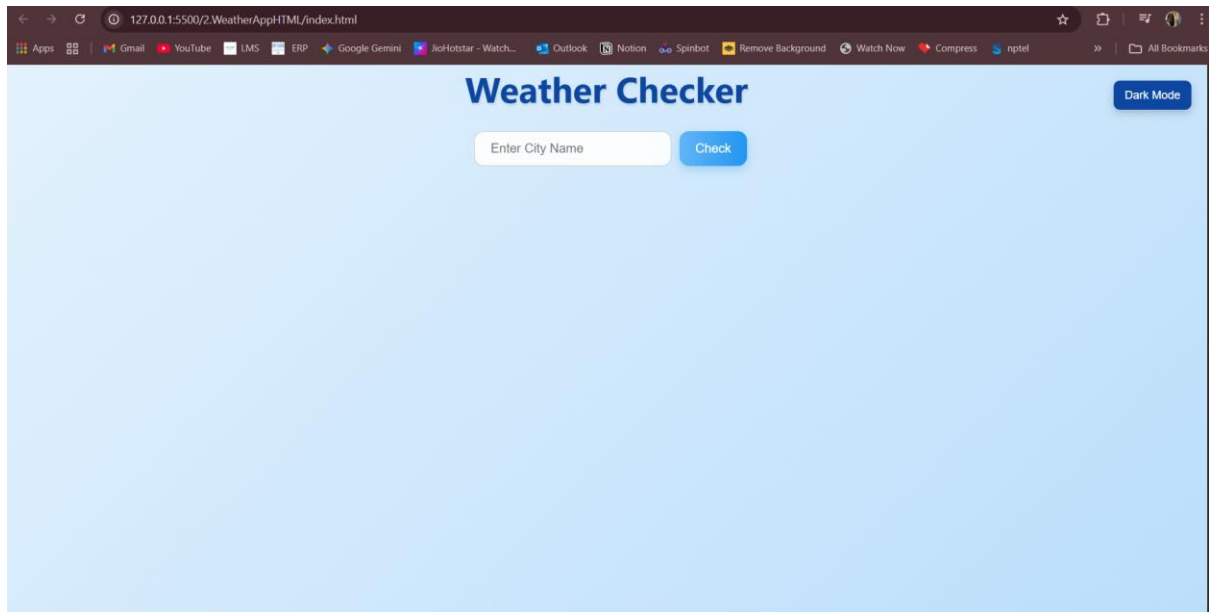 127.0.0.1:5500/2.WeatherAppHTML/index.html
Apps Gmail YouTube LMS ERP Google Gemini JioHotstar - Watch... Outlook Notion Spinbot Remove Background Watch Now Compress nptel » All Bookmarks
Weather Checker
Dark Mode
Enter City Name Check